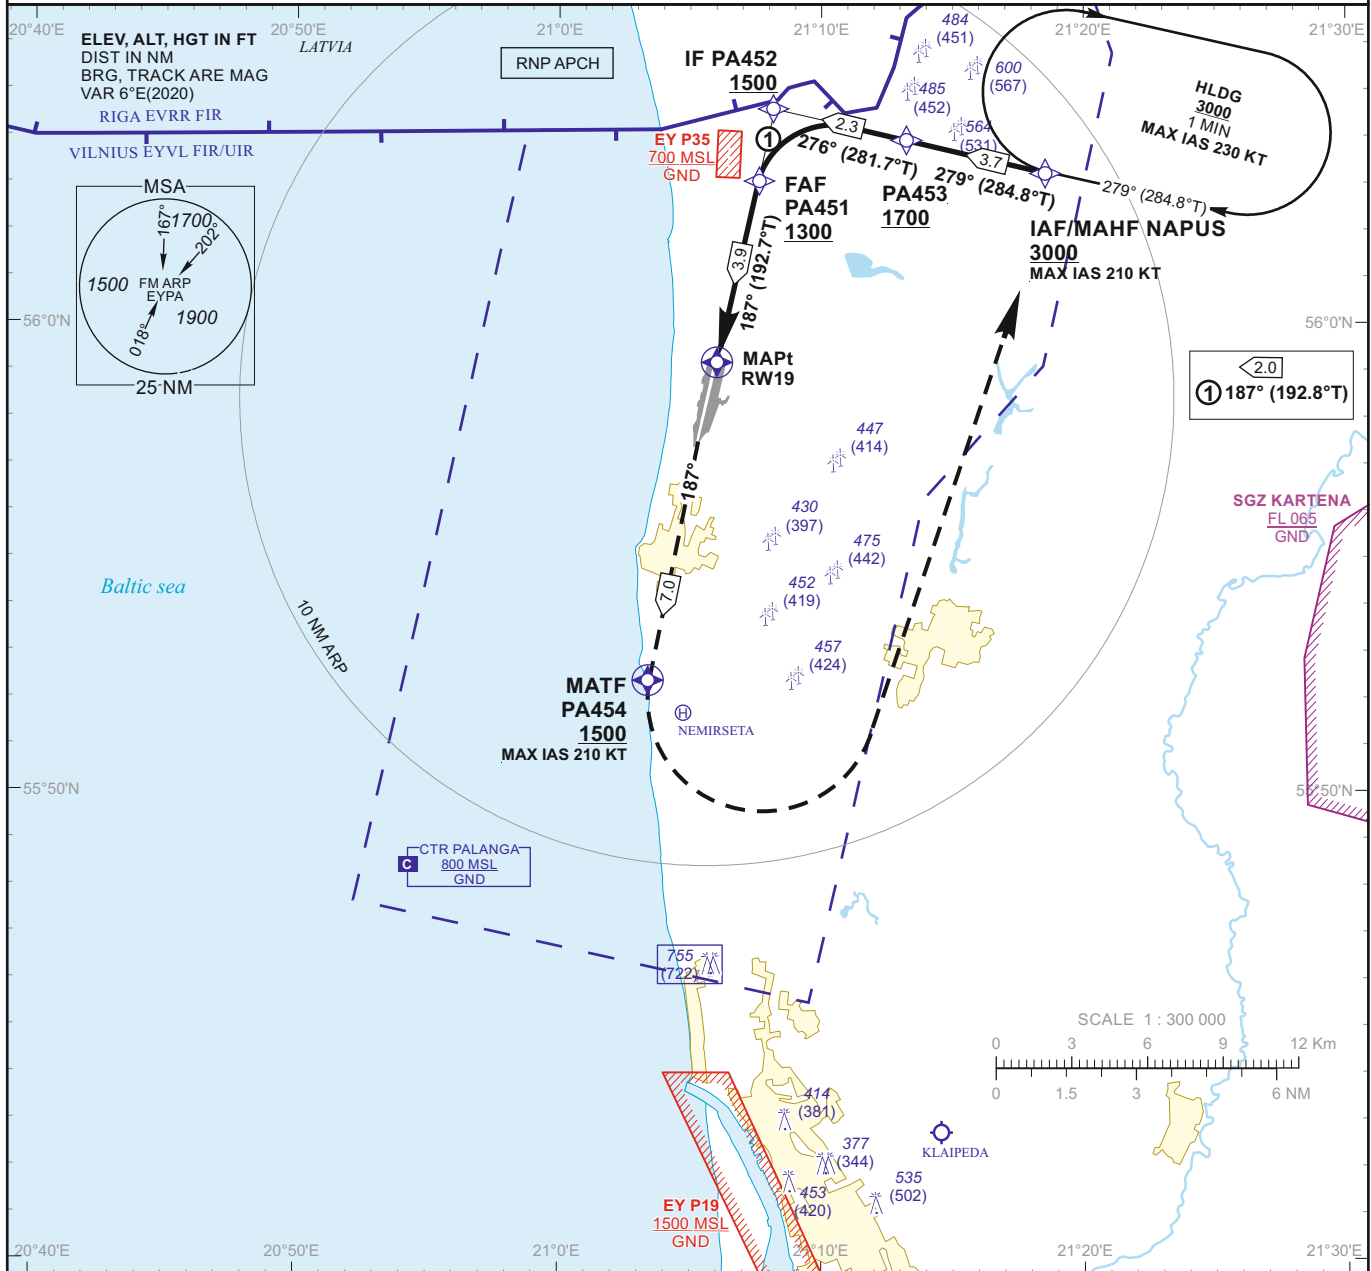 20°40'E
20°50'E
21°0'E
21°10'E
21°20'E
21°30'E
ELEV, ALT, HGT IN FT
DIST IN NM
BRG, TRACK ARE MAG
VAR 6°E(2020)
LATVIA
RNP APCH
RIGA EVRR FIR
VILNIUS EYVL FIR/UIR
IF PA452
1500
484
(451)
485
(452)
600
(567)
564
(531)
HLDG
3000
1 MIN
MAX IAS 230 KT
EY P35
700 MSL
GND
1
2.3
276° (281.7°T)
3.7
279° (284.8°T)
279° (284.8°T)
FAF
PA451
1300
PA453
1700
IAF/MAHF NAPUS
3000
MAX IAS 210 KT
MSA
167°
1700
202°
1500
FM ARP
EYPA
018°
1900
25 NM
3.9
187° (192.7°T)
56°0'N
56°0'N
MAPt
RW19
2.0
1 187° (192.8°T)
447
(414)
187°
430
(397)
475
(442)
452
(419)
457
(424)
SGZ KARTENA
FL 065
GND
Baltic sea
10 NM ARP
7.0
MATF
PA454
1500
MAX IAS 210 KT
H
NEMIRSETA
55°50'N
55°50'N
C
CTR PALANGA
800 MSL
GND
755
(722)
SCALE 1 : 300 000
0 3 6 9 12 Km
0 1.5 3 6 NM
414
(381)
377
(344)
453
(420)
535
(502)
KLAIPEDA
EY P19
1500 MSL
GND
20°40'E
20°50'E
21°0'E
21°10'E
21°20'E
21°30'E